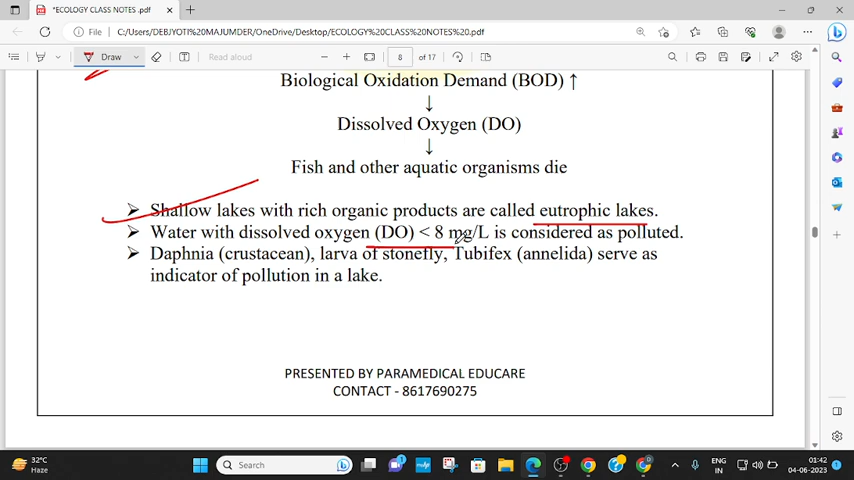 *ECOLOGY CLASS NOTES .pdf
File
C:/Users/DEBJYOTI%20MAJUMDER/OneDrive/Desktop/ECOLOGY%20CLASS%20NOTES%20.pdf
Draw
Read aloud
8
of 17
Biological Oxidation Demand (BOD) ↑
↓
Dissolved Oxygen (DO)
↓
Fish and other aquatic organisms die
➢ Shallow lakes with rich organic products are called eutrophic lakes.
➢ Water with dissolved oxygen (DO) < 8 mg/L is considered as polluted.
➢ Daphnia (crustacean), larva of stonefly, Tubifex (annelida) serve as
indicator of pollution in a lake.
PRESENTED BY PARAMEDICAL EDUCARE
CONTACT - 8617690275
32°C
Haze
Search
ENG
IN
01:42
04-06-2023